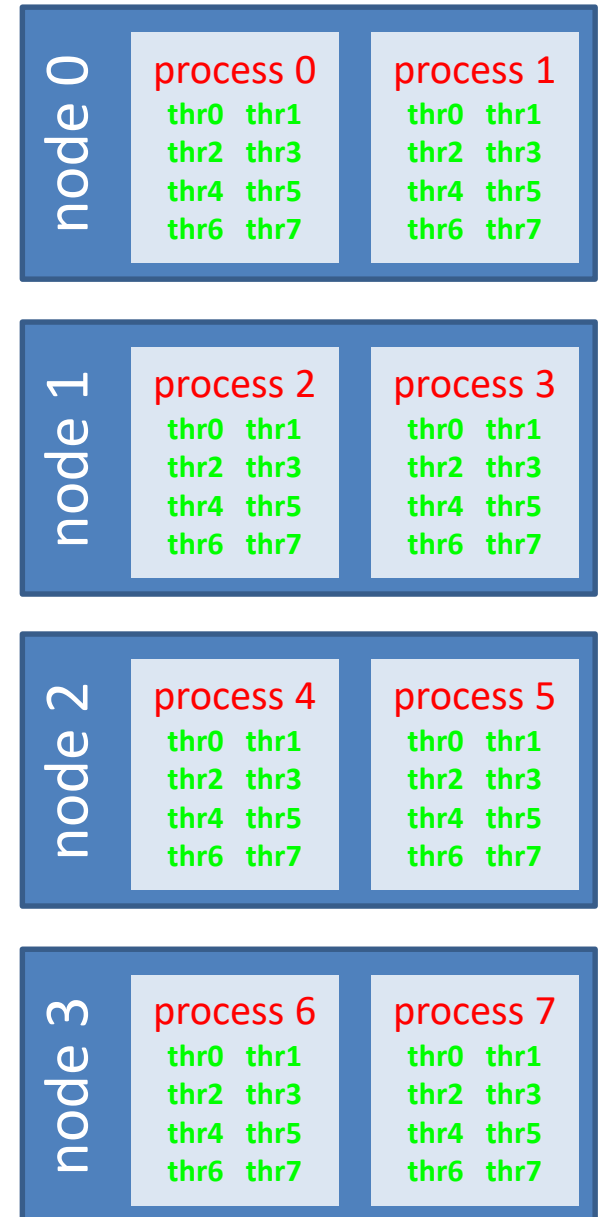 node 0
process 0
thr0 thr1
thr2 thr3
thr4 thr5
thr6 thr7
process 1
thr0 thr1
thr2 thr3
thr4 thr5
thr6 thr7
node 1
process 2
thr0 thr1
thr2 thr3
thr4 thr5
thr6 thr7
process 3
thr0 thr1
thr2 thr3
thr4 thr5
thr6 thr7
node 2
process 4
thr0 thr1
thr2 thr3
thr4 thr5
thr6 thr7
process 5
thr0 thr1
thr2 thr3
thr4 thr5
thr6 thr7
node 3
process 6
thr0 thr1
thr2 thr3
thr4 thr5
thr6 thr7
process 7
thr0 thr1
thr2 thr3
thr4 thr5
thr6 thr7